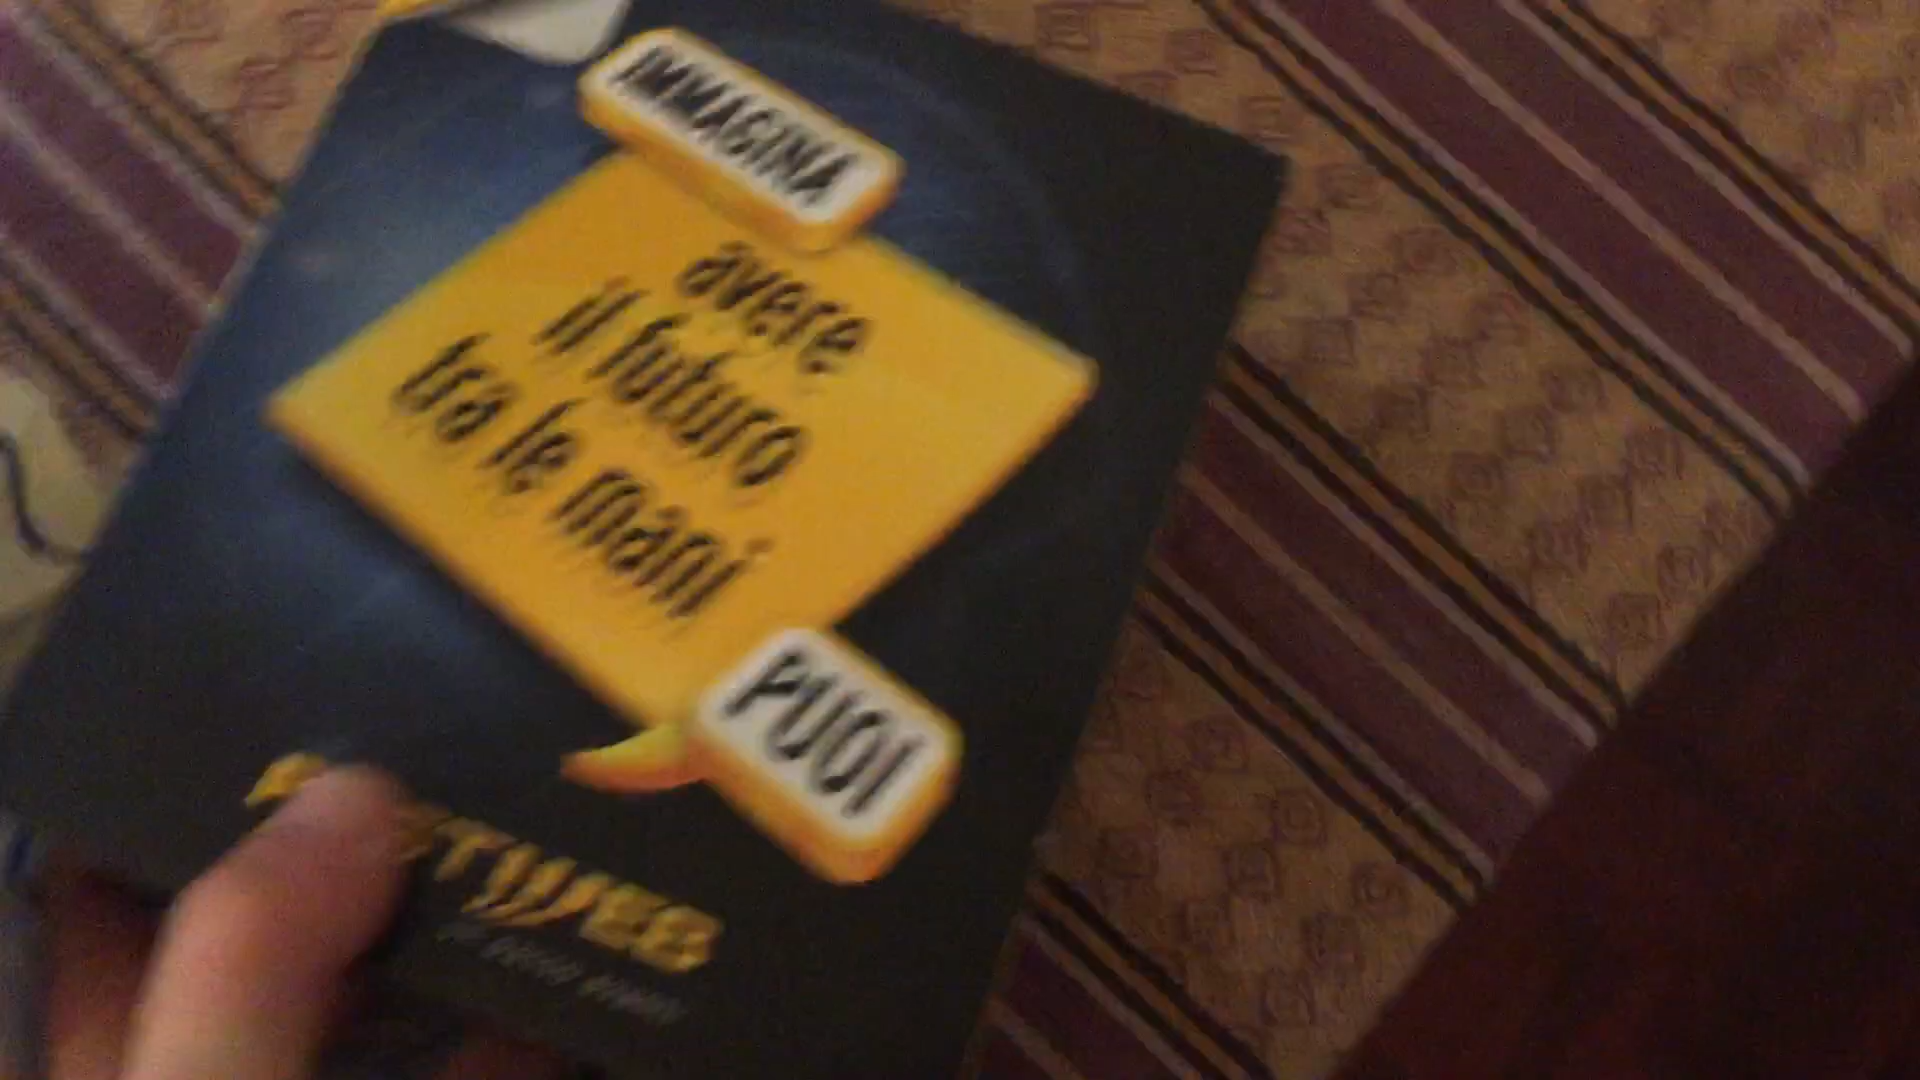 IMMAGINA
avere
il futuro
tra le mani
PUOI